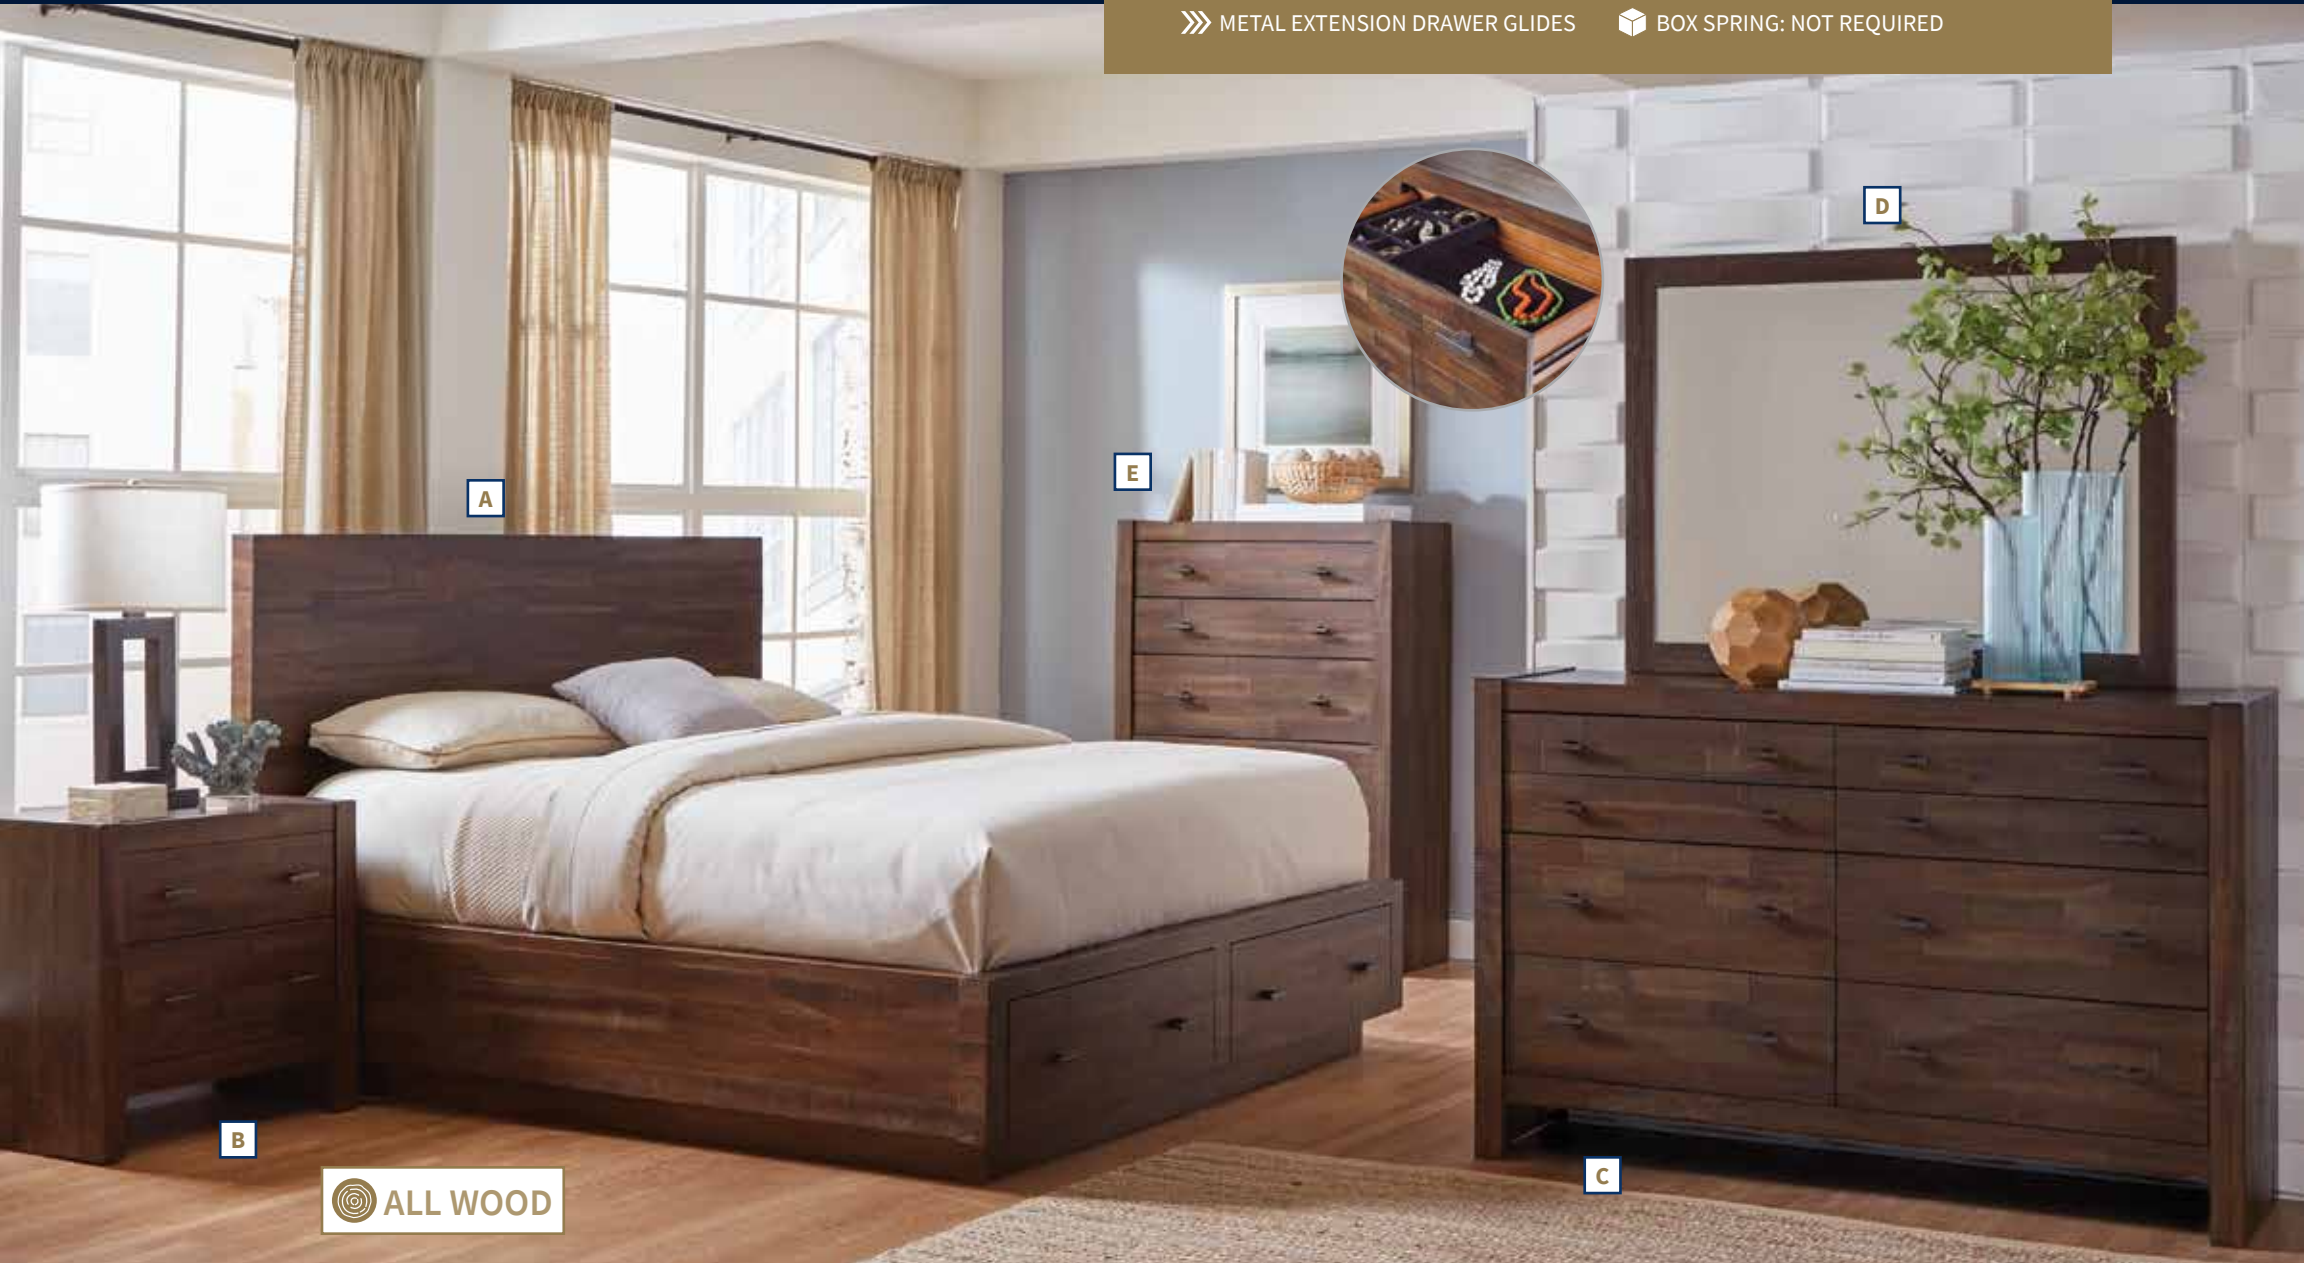 METAL EXTENSION DRAWER GLIDES
BOX SPRING: NOT REQUIRED
D
E
A
B
C
ALL WOOD